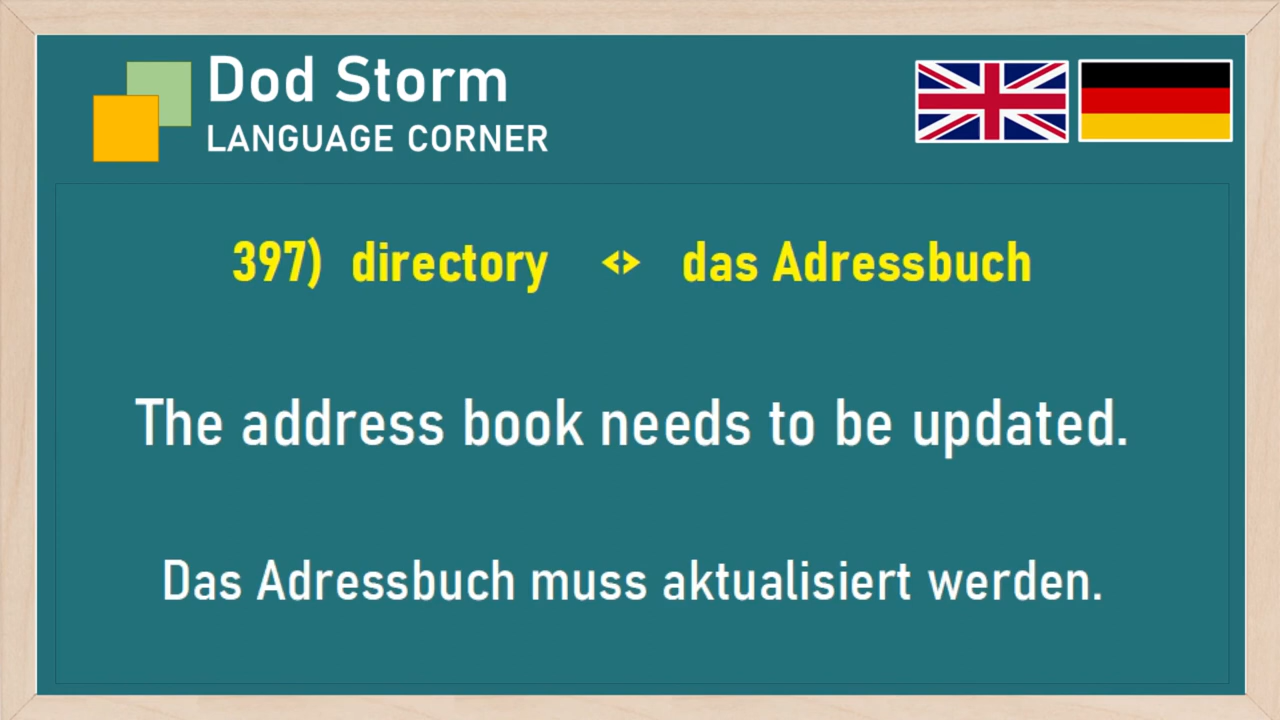 Dod Storm
LANGUAGE CORNER
397) directory <> das Adressbuch
The address book needs to be updated.
Das Adressbuch muss aktualisiert werden.